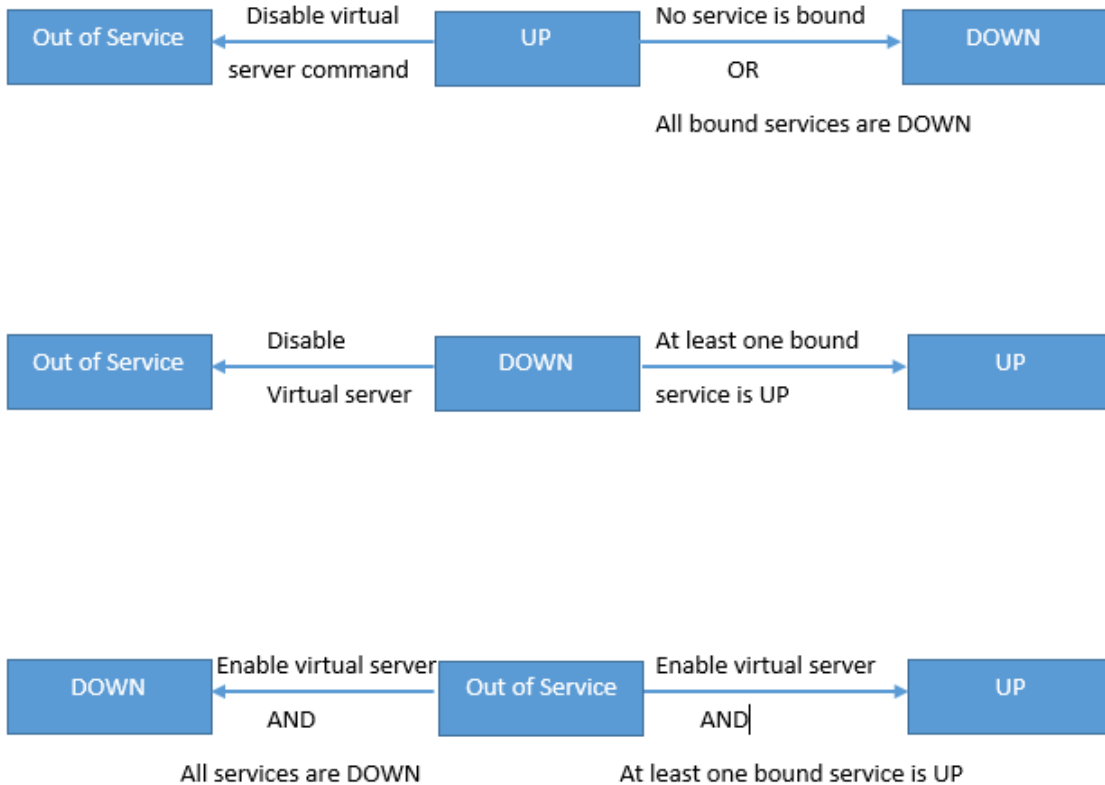 Out of Service
Disable virtual
server command
UP
No service is bound
OR
All bound services are DOWN
DOWN
Out of Service
Disable
Virtual server
DOWN
At least one bound
service is UP
UP
DOWN
Enable virtual server
AND
All services are DOWN
Out of Service
Enable virtual server
AND
At least one bound service is UP
UP